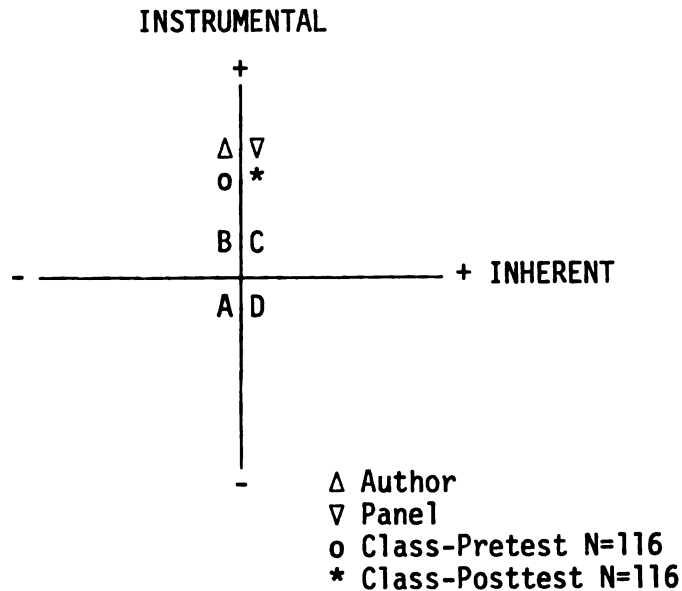 INSTRUMENTAL
+
Δ ∇
o *
B C
- + INHERENT
A D
-
Δ Author
∇ Panel
o Class-Pretest N=116
* Class-Posttest N=116